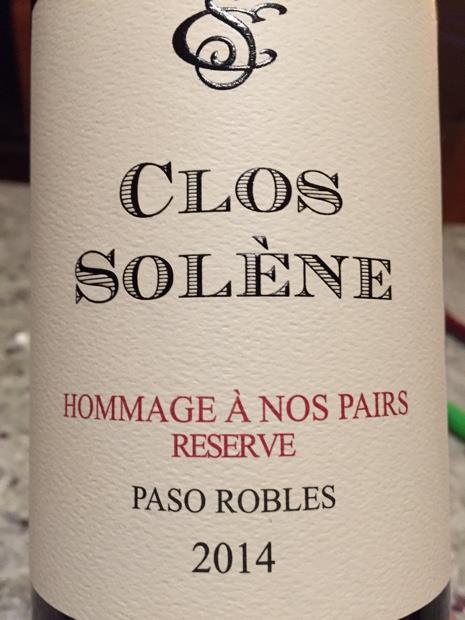 CLOS
SOLÈNE
HOMMAGE À NOS PAIRS
RESERVE
PASO ROBLES
2014